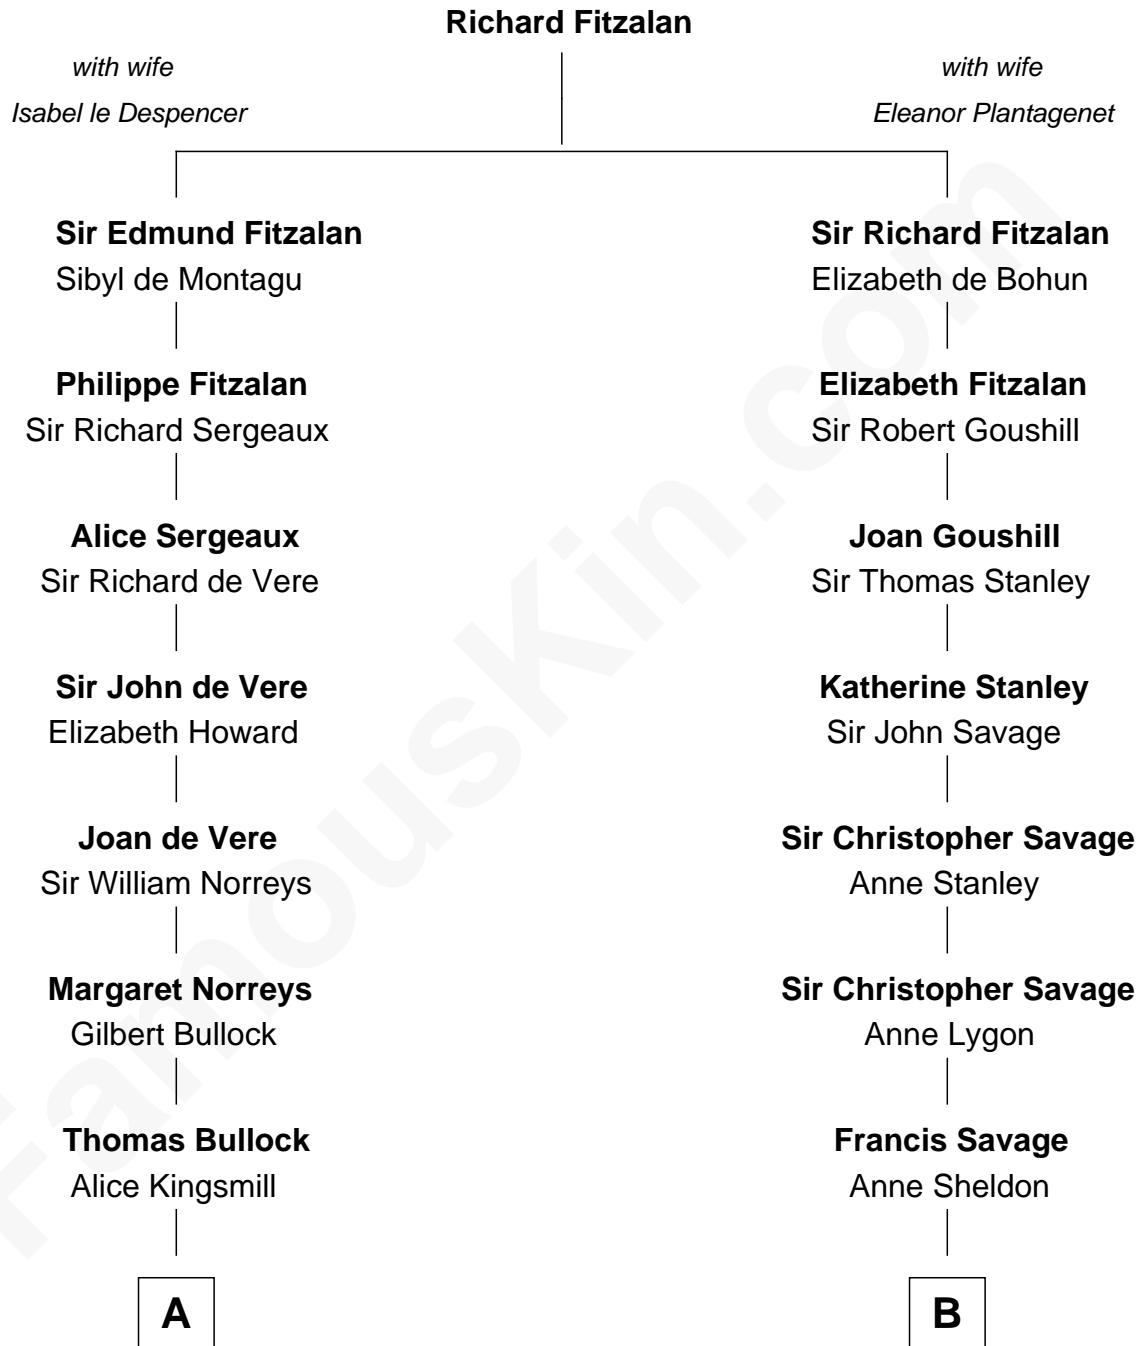 Richard Fitzalan
with wife
Isabel le Despencer
with wife
Eleanor Plantagenet
Sir Edmund Fitzalan
Sibyl de Montagu
Sir Richard Fitzalan
Elizabeth de Bohun
Philippe Fitzalan
Sir Richard Sergeaux
Elizabeth Fitzalan
Sir Robert Goushill
Alice Sergeaux
Sir Richard de Vere
Joan Goushill
Sir Thomas Stanley
Sir John de Vere
Elizabeth Howard
Katherine Stanley
Sir John Savage
Joan de Vere
Sir William Norreys
Sir Christopher Savage
Anne Stanley
Margaret Norreys
Gilbert Bullock
Sir Christopher Savage
Anne Lygon
Thomas Bullock
Alice Kingsmill
Francis Savage
Anne Sheldon
A
B
FamousKin.com